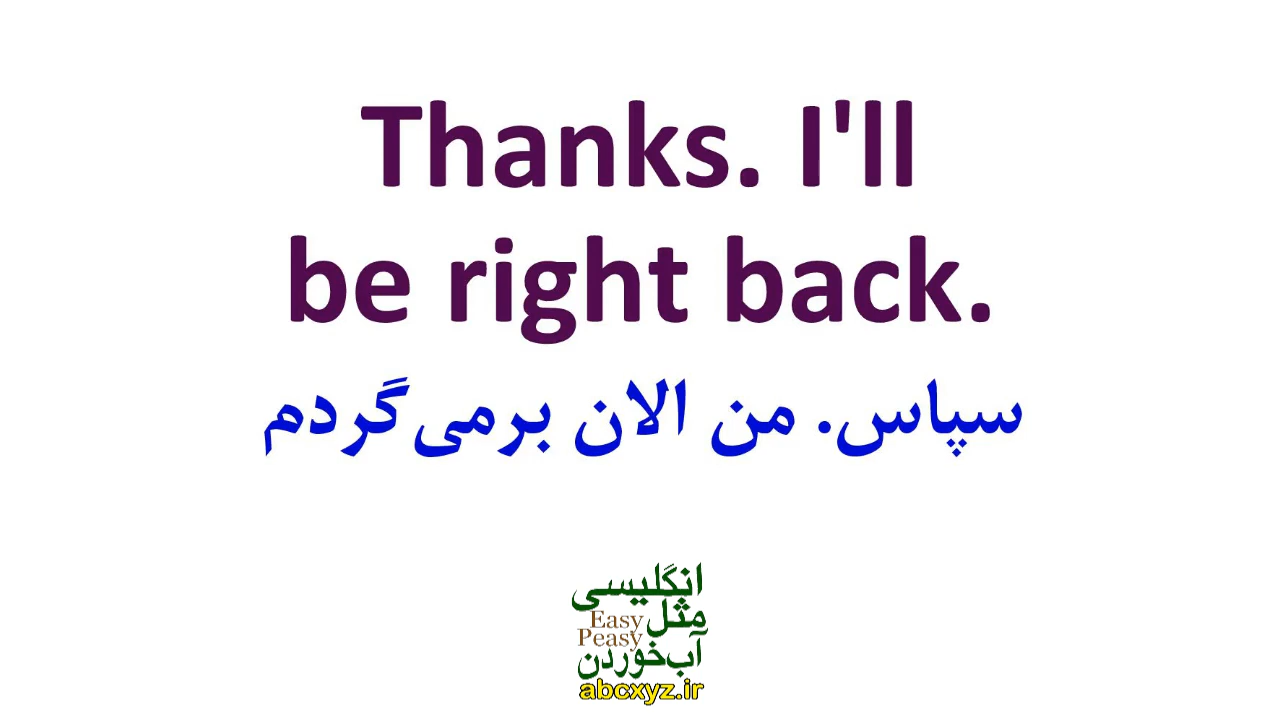 Thanks. I'll
be right back.
سپاس. من الان برمی‌گردم
انگلیسی
مثل
Easy
Peasy
آب‌خوردن
abcxyz.ir